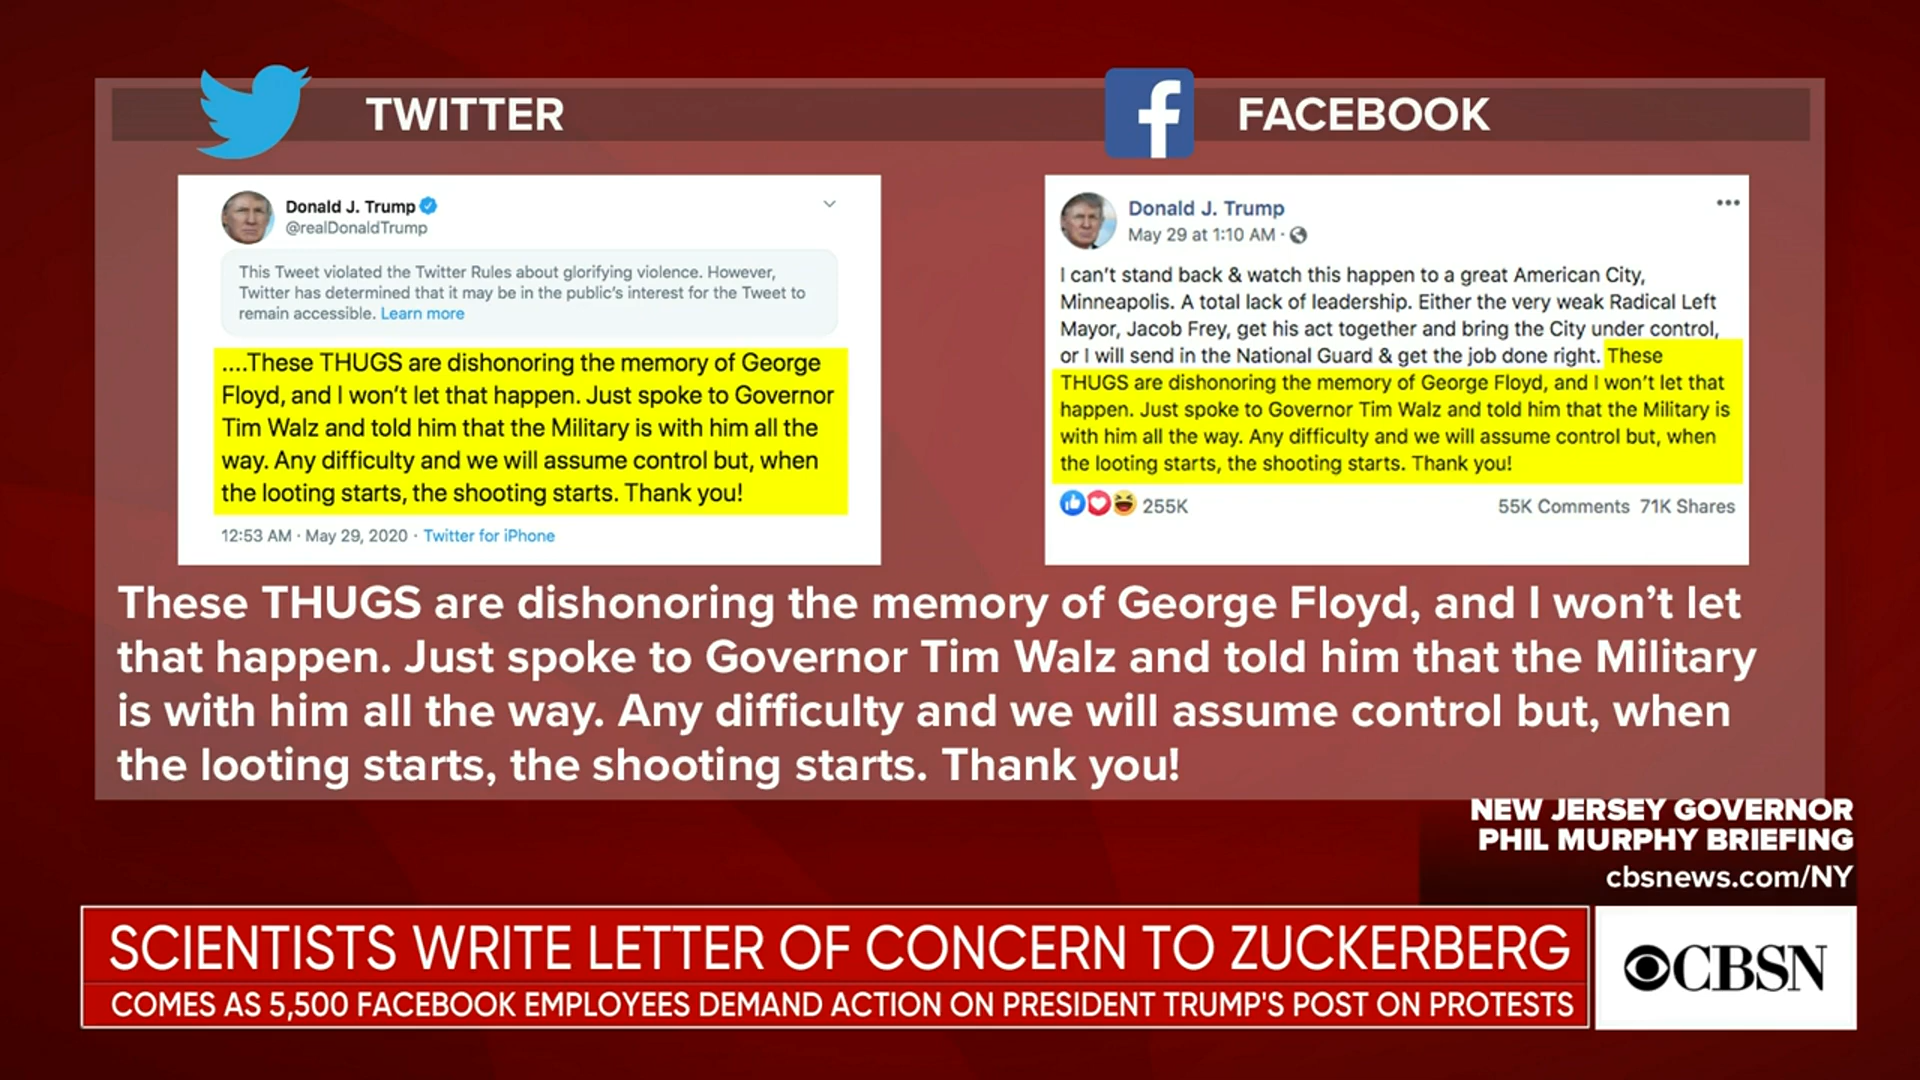 TWITTER
Donald J. Trump
@realDonaldTrump
This Tweet violated the Twitter Rules about glorifying violence. However,
Twitter has determined that it may be in the public's interest for the Tweet to
remain accessible. Learn more
....These THUGS are dishonoring the memory of George
Floyd, and I won't let that happen. Just spoke to Governor
Tim Walz and told him that the Military is with him all the
way. Any difficulty and we will assume control but, when
the looting starts, the shooting starts. Thank you!
12:53 AM · May 29, 2020 · Twitter for iPhone
f
FACEBOOK
Donald J. Trump
May 29 at 1:10 AM ·
I can't stand back & watch this happen to a great American City,
Minneapolis. A total lack of leadership. Either the very weak Radical Left
Mayor, Jacob Frey, get his act together and bring the City under control,
or I will send in the National Guard & get the job done right. These
THUGS are dishonoring the memory of George Floyd, and I won't let that
happen. Just spoke to Governor Tim Walz and told him that the Military is
with him all the way. Any difficulty and we will assume control but, when
the looting starts, the shooting starts. Thank you!
255K
55K Comments 71K Shares
These THUGS are dishonoring the memory of George Floyd, and I won't let
that happen. Just spoke to Governor Tim Walz and told him that the Military
is with him all the way. Any difficulty and we will assume control but, when
the looting starts, the shooting starts. Thank you!
NEW JERSEY GOVERNOR
PHIL MURPHY BRIEFING
cbsnews.com/NY
SCIENTISTS WRITE LETTER OF CONCERN TO ZUCKERBERG
COMES AS 5,500 FACEBOOK EMPLOYEES DEMAND ACTION ON PRESIDENT TRUMP'S POST ON PROTESTS
CBSN